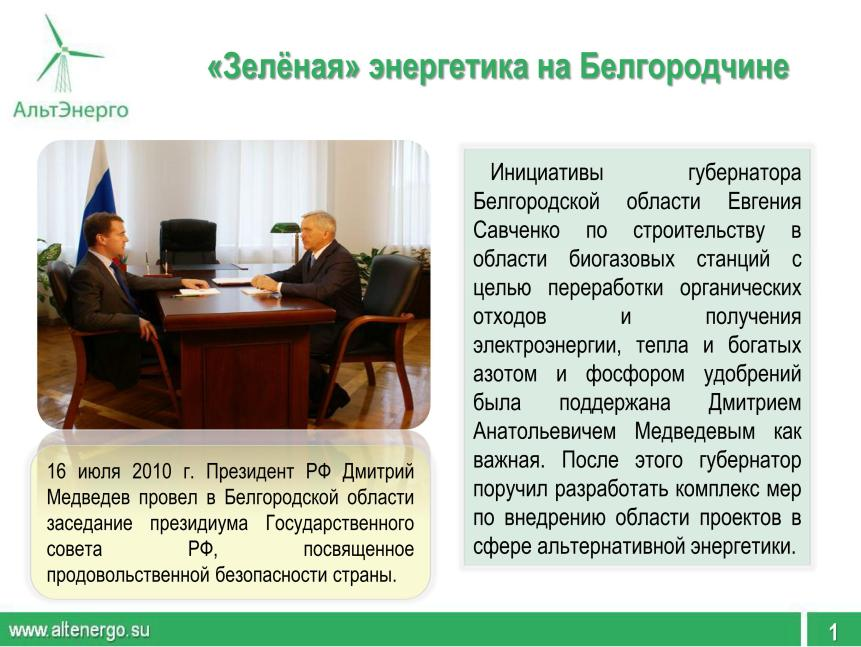 АльтЭнерго
«Зелёная» энергетика на Белгородчине
16 июля 2010 г. Президент РФ Дмитрий
Медведев провел в Белгородской области
заседание президиума Государственного
совета РФ, посвященное
продовольственной безопасности страны.
Инициативы губернатора
Белгородской области Евгения
Савченко по строительству в
области биогазовых станций с
целью переработки органических
отходов и получения
электроэнергии, тепла и богатых
азотом и фосфором удобрений
была поддержана Дмитрием
Анатольевичем Медведевым как
важная. После этого губернатор
поручил разработать комплекс мер
по внедрению области проектов в
сфере альтернативной энергетики.
www.altenergo.su
1